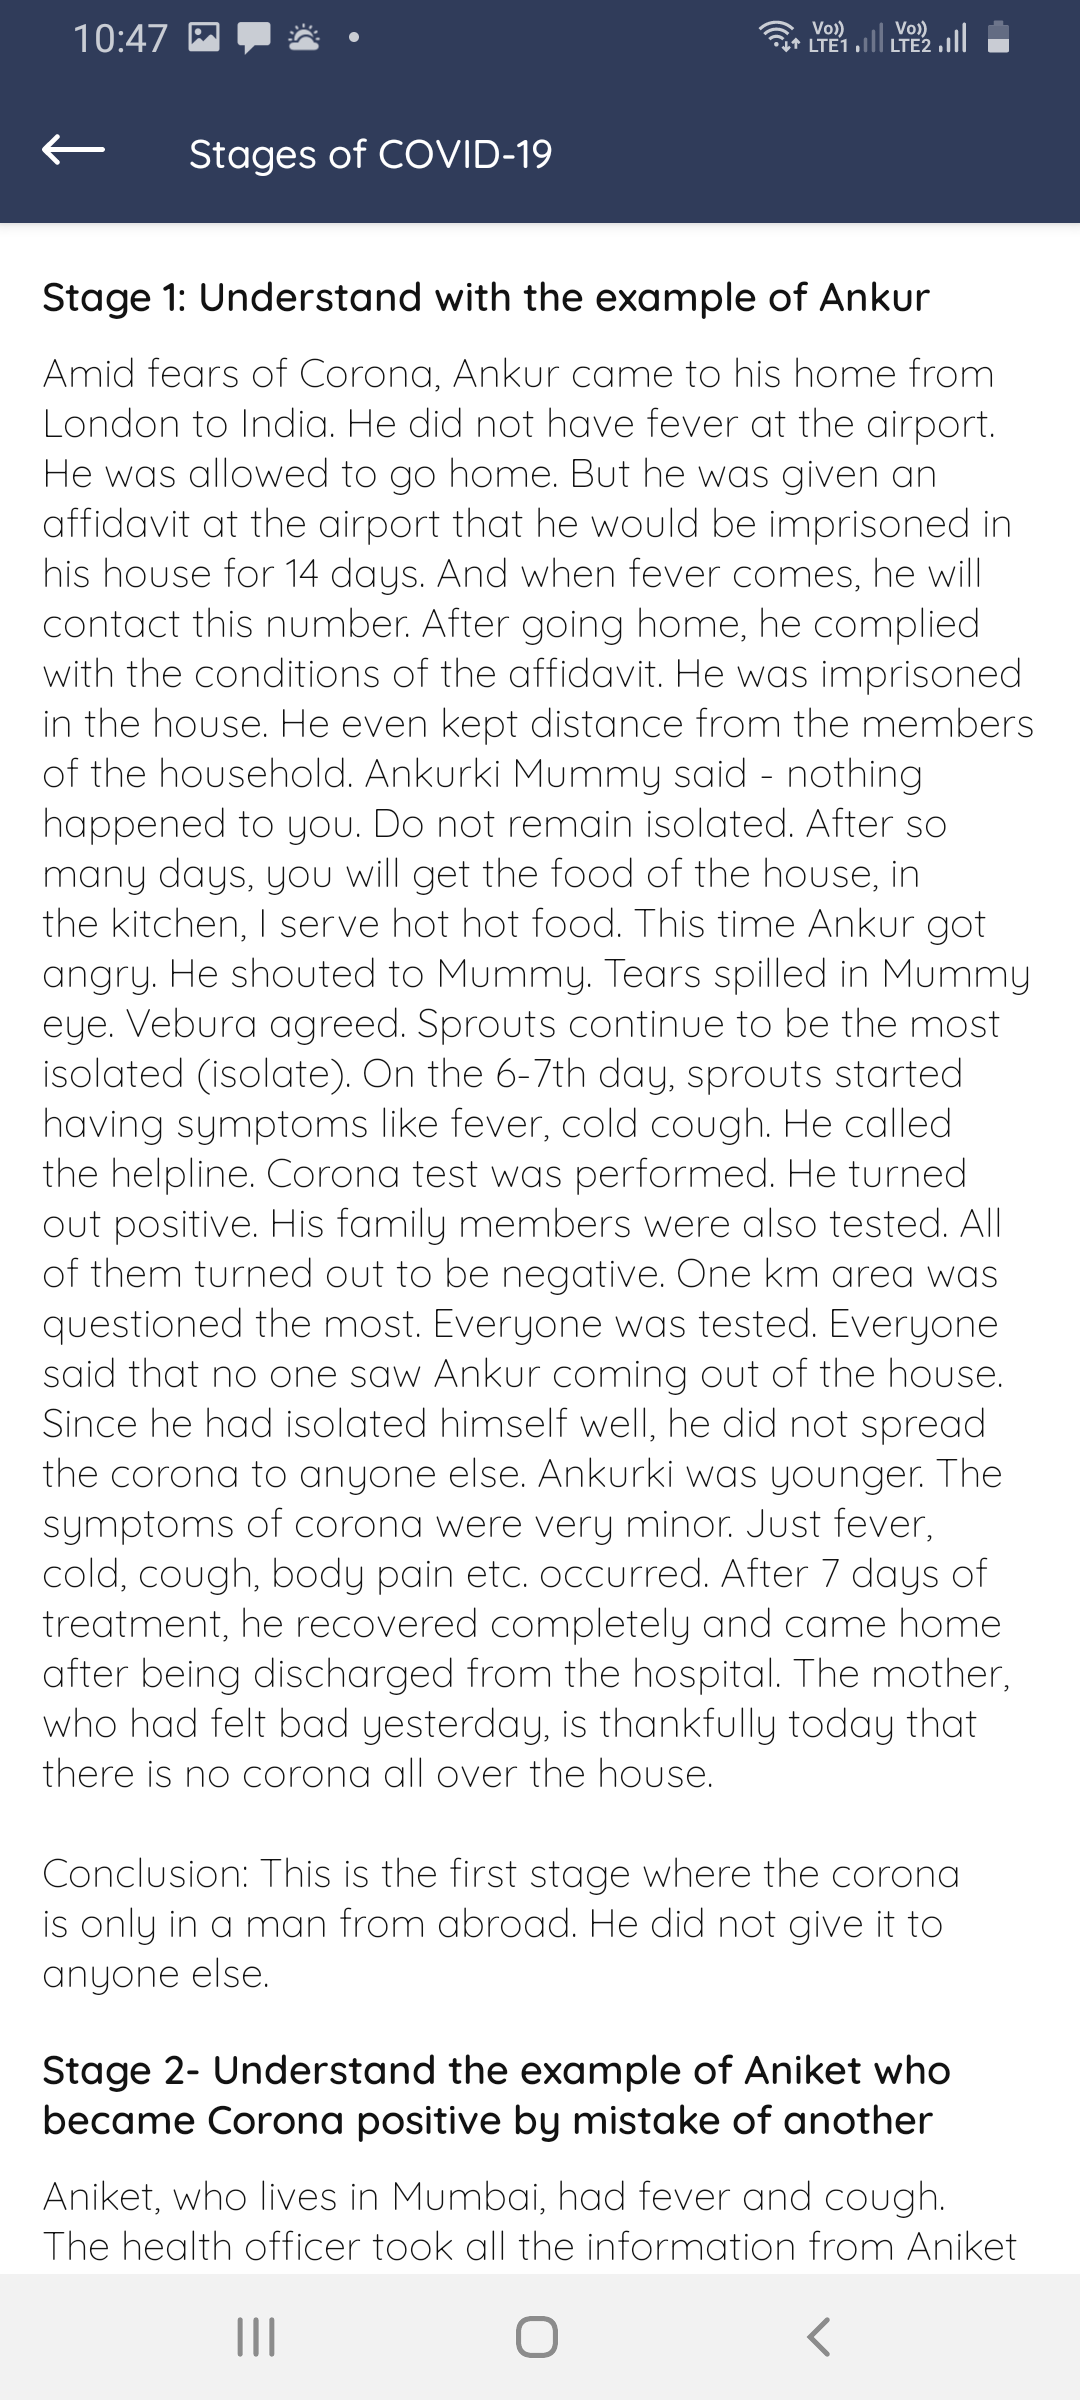 10:47
Vo)) LTE1 Vo)) LTE2
Stages of COVID-19
Stage 1: Understand with the example of Ankur
Amid fears of Corona, Ankur came to his home from
London to India. He did not have fever at the airport.
He was allowed to go home. But he was given an
affidavit at the airport that he would be imprisoned in
his house for 14 days. And when fever comes, he will
contact this number. After going home, he complied
with the conditions of the affidavit. He was imprisoned
in the house. He even kept distance from the members
of the household. Ankurki Mummy said - nothing
happened to you. Do not remain isolated. After so
many days, you will get the food of the house, in
the kitchen, I serve hot hot food. This time Ankur got
angry. He shouted to Mummy. Tears spilled in Mummy
eye. Vebura agreed. Sprouts continue to be the most
isolated (isolate). On the 6-7th day, sprouts started
having symptoms like fever, cold cough. He called
the helpline. Corona test was performed. He turned
out positive. His family members were also tested. All
of them turned out to be negative. One km area was
questioned the most. Everyone was tested. Everyone
said that no one saw Ankur coming out of the house.
Since he had isolated himself well, he did not spread
the corona to anyone else. Ankurki was younger. The
symptoms of corona were very minor. Just fever,
cold, cough, body pain etc. occurred. After 7 days of
treatment, he recovered completely and came home
after being discharged from the hospital. The mother,
who had felt bad yesterday, is thankfully today that
there is no corona all over the house.
Conclusion: This is the first stage where the corona
is only in a man from abroad. He did not give it to
anyone else.
Stage 2- Understand the example of Aniket who
became Corona positive by mistake of another
Aniket, who lives in Mumbai, had fever and cough.
The health officer took all the information from Aniket